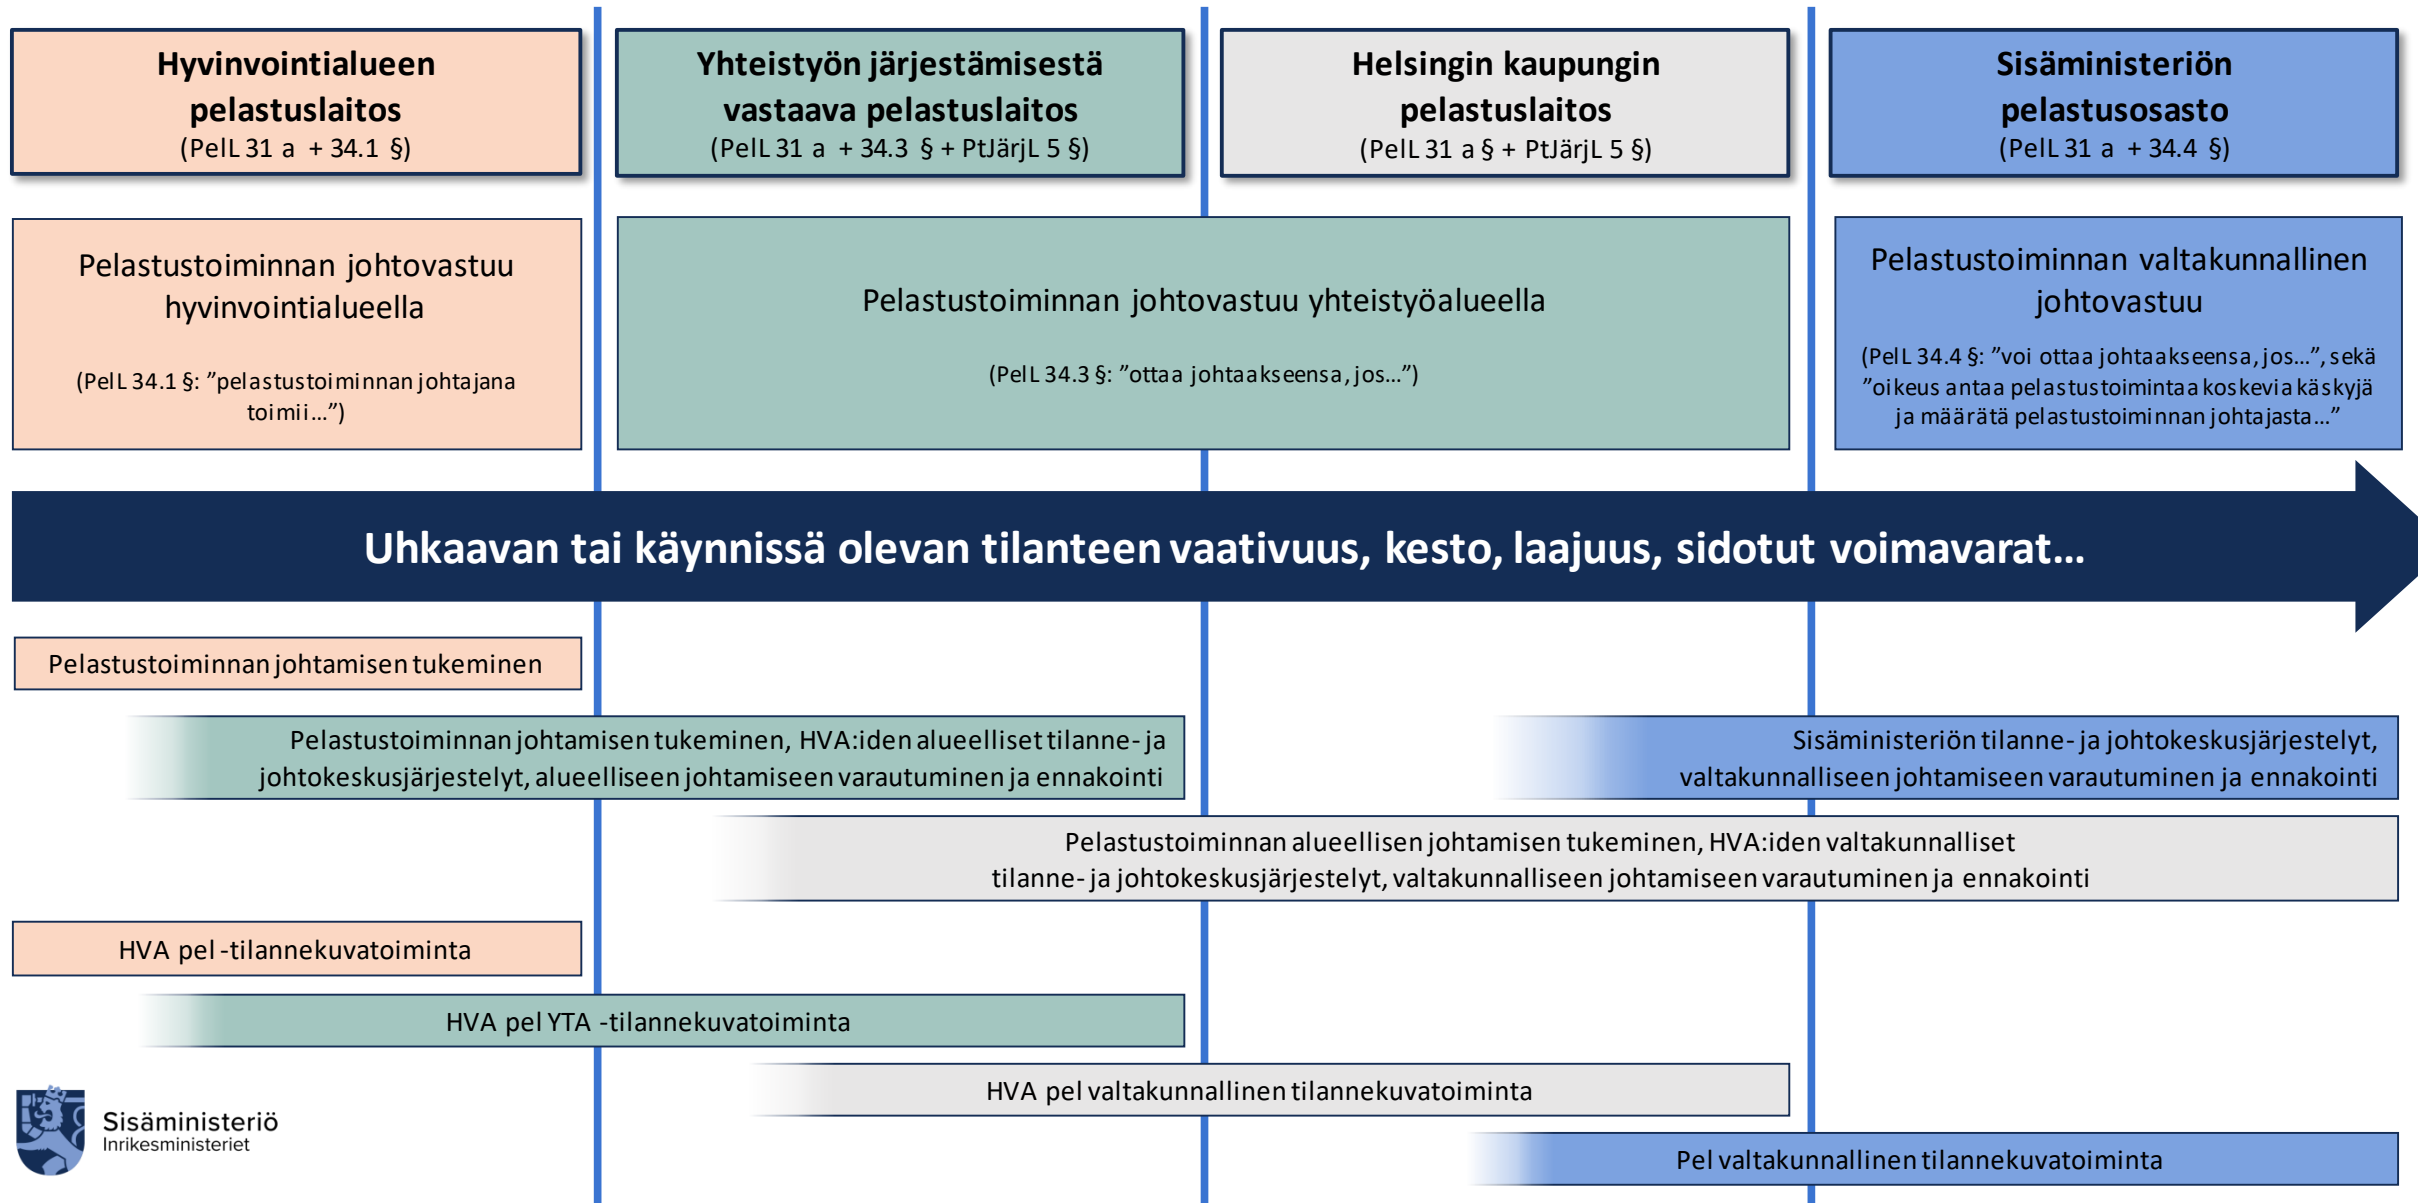 Hyvinvointialueen
pelastuslaitos
(PelL 31 a + 34.1 §)
Yhteistyön järjestämisestä
vastaava pelastuslaitos
(PelL 31 a + 34.3 § + PtJärjL 5 §)
Helsingin kaupungin
pelastuslaitos
(PelL 31 a § + PtJärjL 5 §)
Sisäministeriön
pelastusosasto
(PelL 31 a + 34.4 §)
Pelastustoiminnan johtovastuu
hyvinvointialueella
(PelL 34.1 §: ”pelastustoiminnan johtajana
toimii…”)
Pelastustoiminnan johtovastuu yhteistyöalueella
(PelL 34.3 §: ”ottaa johtaakseensa, jos…”)
Pelastustoiminnan valtakunnallinen
johtovastuu
(PelL 34.4 §: ”voi ottaa johtaakseensa, jos…”, sekä
”oikeus antaa pelastustoimintaa koskevia käskyjä
ja määrätä pelastustoiminnan johtajasta…”
Uhkaavan tai käynnissä olevan tilanteen vaativuus, kesto, laajuus, sidotut voimavarat…
Pelastustoiminnan johtamisen tukeminen
Pelastustoiminnan johtamisen tukeminen, HVA:iden alueelliset tilanne- ja
johtokeskusjärjestelyt, alueelliseen johtamiseen varautuminen ja ennakointi
Sisäministeriön tilanne- ja johtokeskusjärjestelyt,
valtakunnalliseen johtamiseen varautuminen ja ennakointi
Pelastustoiminnan alueellisen johtamisen tukeminen, HVA:iden valtakunnalliset
tilanne- ja johtokeskusjärjestelyt, valtakunnalliseen johtamiseen varautuminen ja ennakointi
HVA pel -tilannekuvatoiminta
HVA pel YTA -tilannekuvatoiminta
HVA pel valtakunnallinen tilannekuvatoiminta
Pel valtakunnallinen tilannekuvatoiminta
Sisäministeriö
Inrikesministeriet